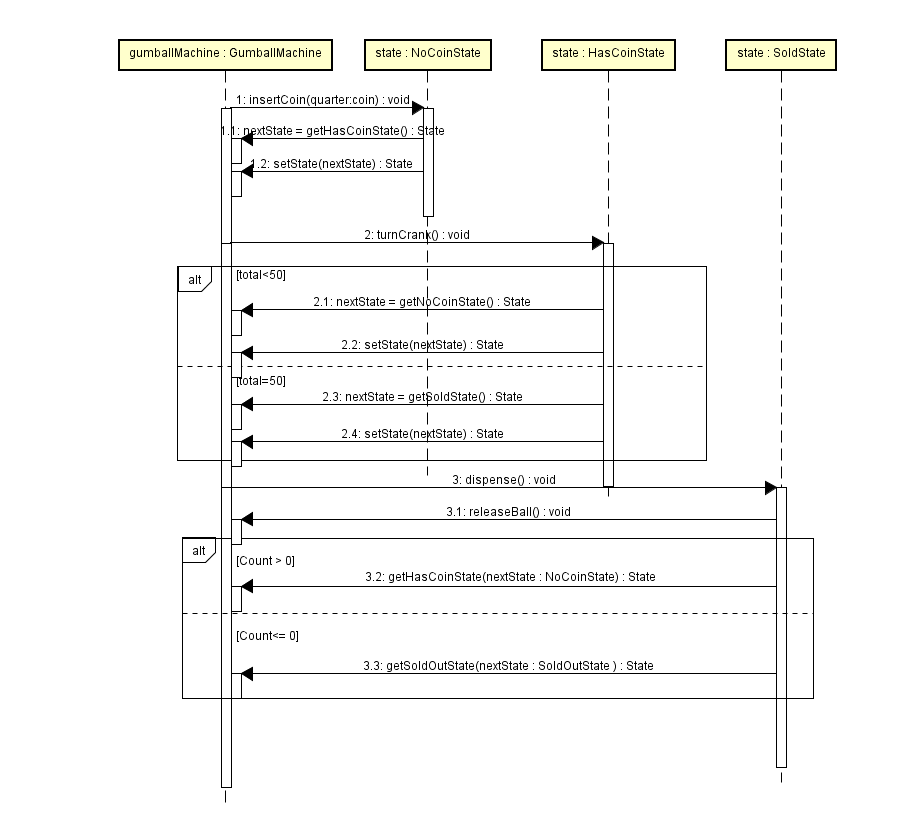 gumballMachine : GumballMachine
state : NoCoinState
state : HasCoinState
state : SoldState
1: insertCoin(quarter:coin) : void
1.1: nextState = getHasCoinState() : State
1.2: setState(nextState) : State
2: turnCrank() : void
alt
[total<50]
2.1: nextState = getNoCoinState() : State
2.2: setState(nextState) : State
[total=50]
2.3: nextState = getSoldState() : State
2.4: setState(nextState) : State
3: dispense() : void
3.1: releaseBall() : void
alt
[Count > 0]
3.2: getHasCoinState(nextState : NoCoinState) : State
[Count<= 0]
3.3: getSoldOutState(nextState : SoldOutState ) : State